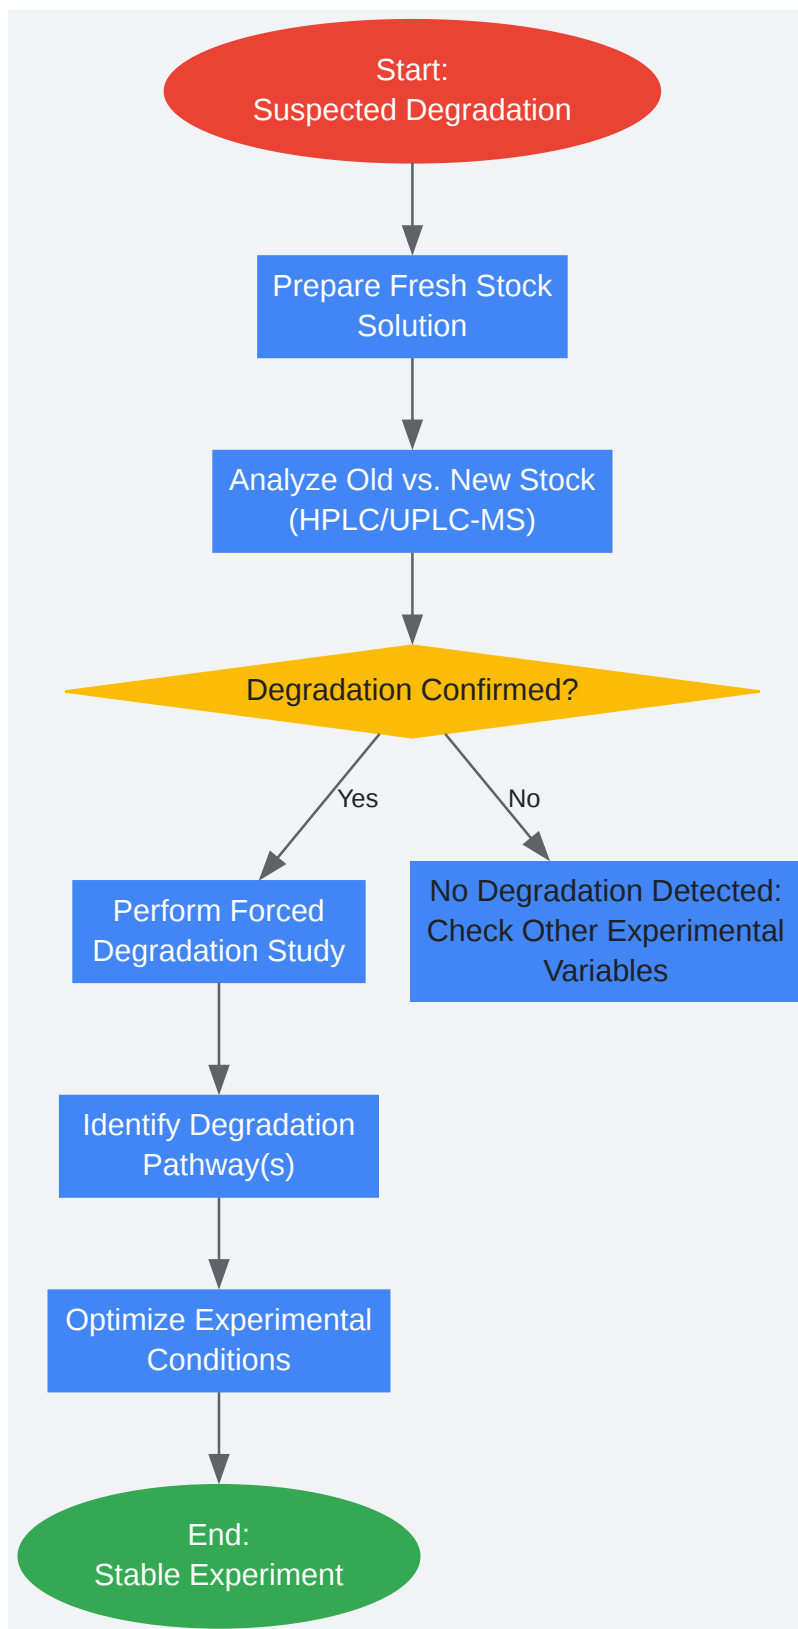 Start:
Suspected Degradation
Prepare Fresh Stock
Solution
Analyze Old vs. New Stock
(HPLC/UPLC-MS)
Degradation Confirmed?
Yes
No
Perform Forced
Degradation Study
No Degradation Detected:
Check Other Experimental
Variables
Identify Degradation
Pathway(s)
Optimize Experimental
Conditions
End:
Stable Experiment